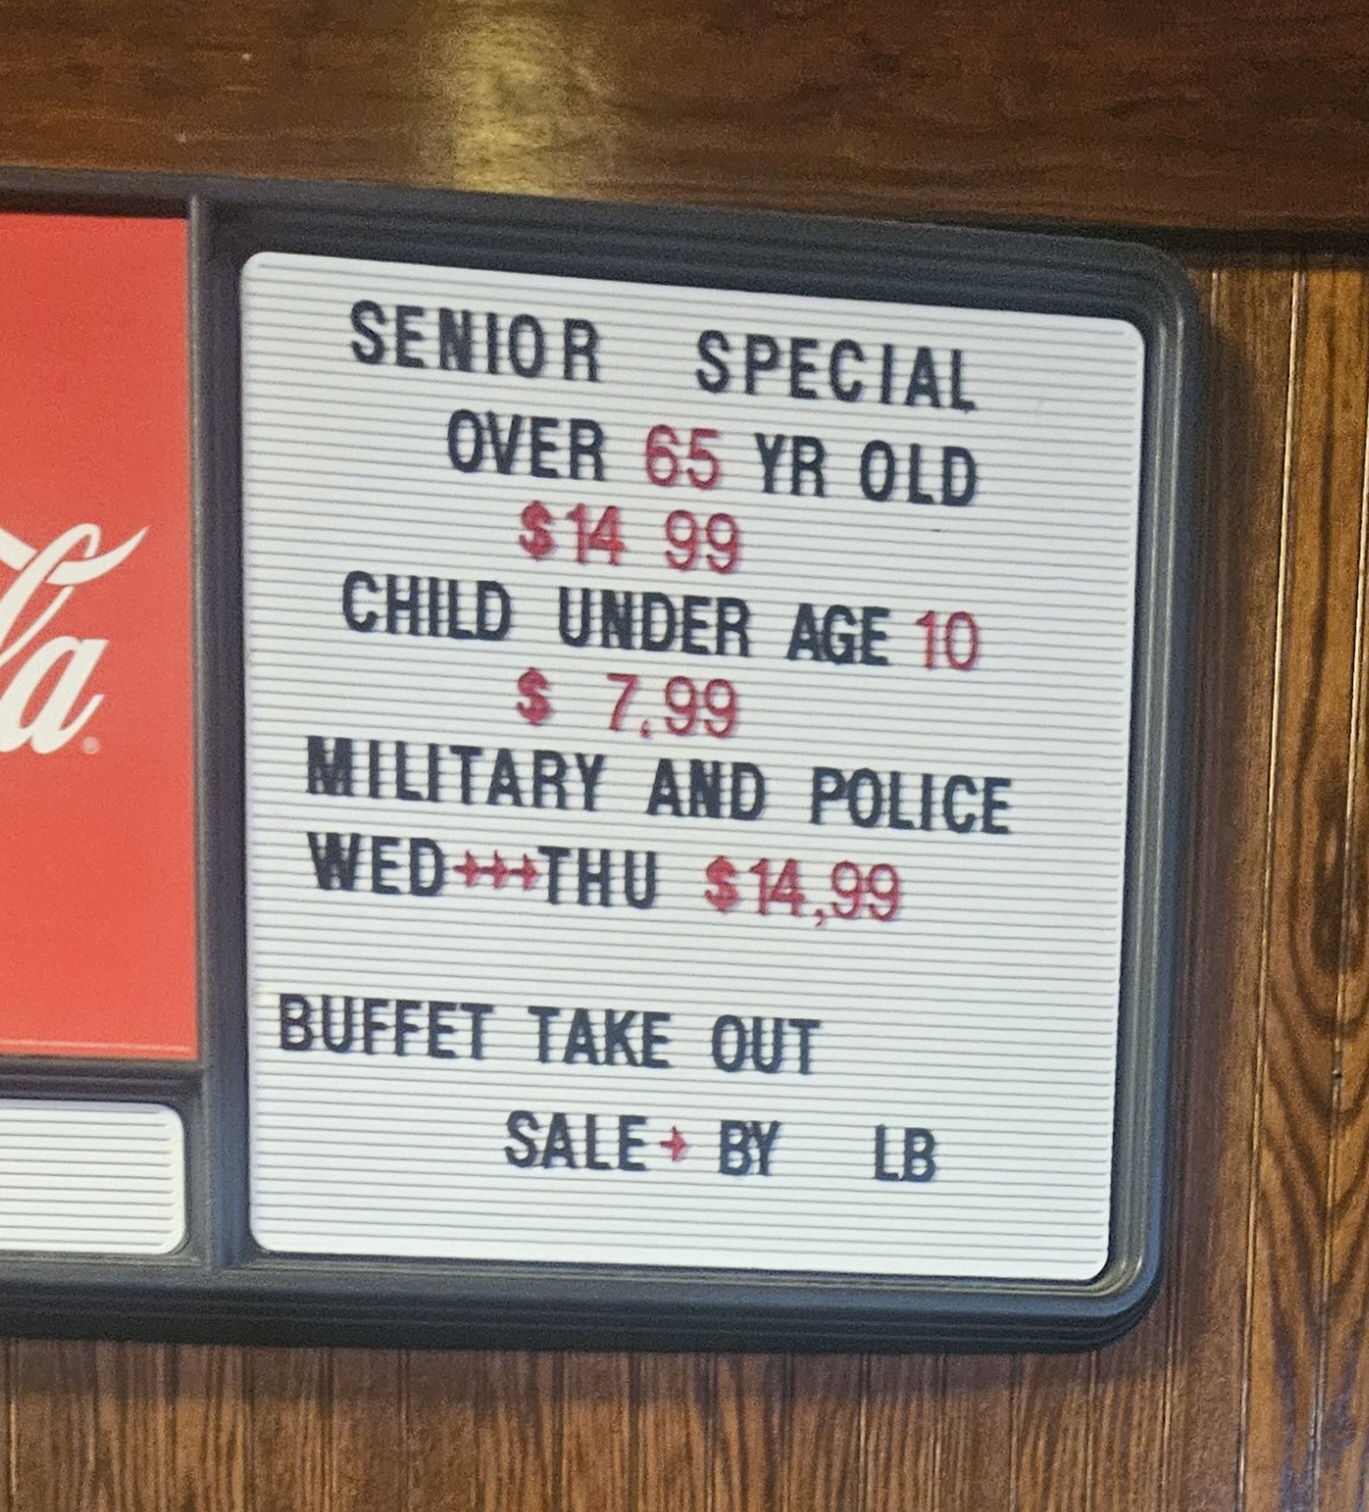 SENIOR SPECIAL
OVER 65 YR OLD
$14 99
CHILD UNDER AGE 10
$ 7.99
MILITARY AND POLICE
WED→→→THU $14,99
BUFFET TAKE OUT
SALE→ BY LB
la®